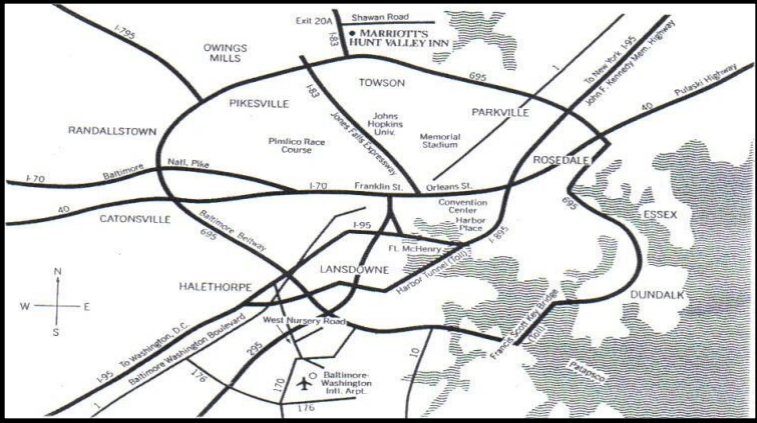 Exit 20A
Shawan Road
I-83
MARRIOTT'S
HUNT VALLEY INN
I-795
OWINGS
MILLS
TOWSON
695
1
To New York I-95
John F. Kennedy Mem. Highway
40
Pulaski Highway
PIKESVILLE
I-83
Jones Falls Expressway
Johns
Hopkins
Univ.
PARKVILLE
RANDALLSTOWN
Pimlico Race
Course
Memorial
Stadium
ROSEDALE
I-70
Baltimore
Natl. Pike
I-70
Franklin St.
Orleans St.
40
CATONSVILLE
Baltimore Beltway
695
Convention
Center
Harbor
Place
I-895
695
ESSEX
I-95
Ft. McHenry
LANSDOWNE
Harbor Tunnel (Toll)
HALETHORPE
DUNDALK
N
W
E
S
West Nursery Road
Francis Scott Key Bridge
(Toll)
I-95
To Washington, D.C.
1
Baltimore Washington Boulevard
295
176
170
10
Baltimore-
Washington
Intl. Arpt.
176
Patapsco